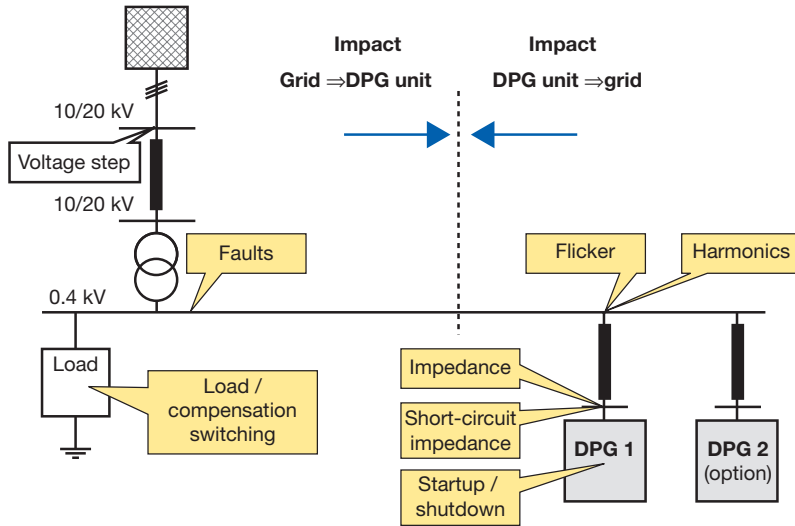 Impact
Grid ⇒DPG unit
Impact
DPG unit ⇒grid
10/20 kV
Voltage step
10/20 kV
Faults
Flicker
Harmonics
0.4 kV
Load
Load /
compensation
switching
Impedance
Short-circuit
impedance
Startup /
shutdown
DPG 1
DPG 2
(option)